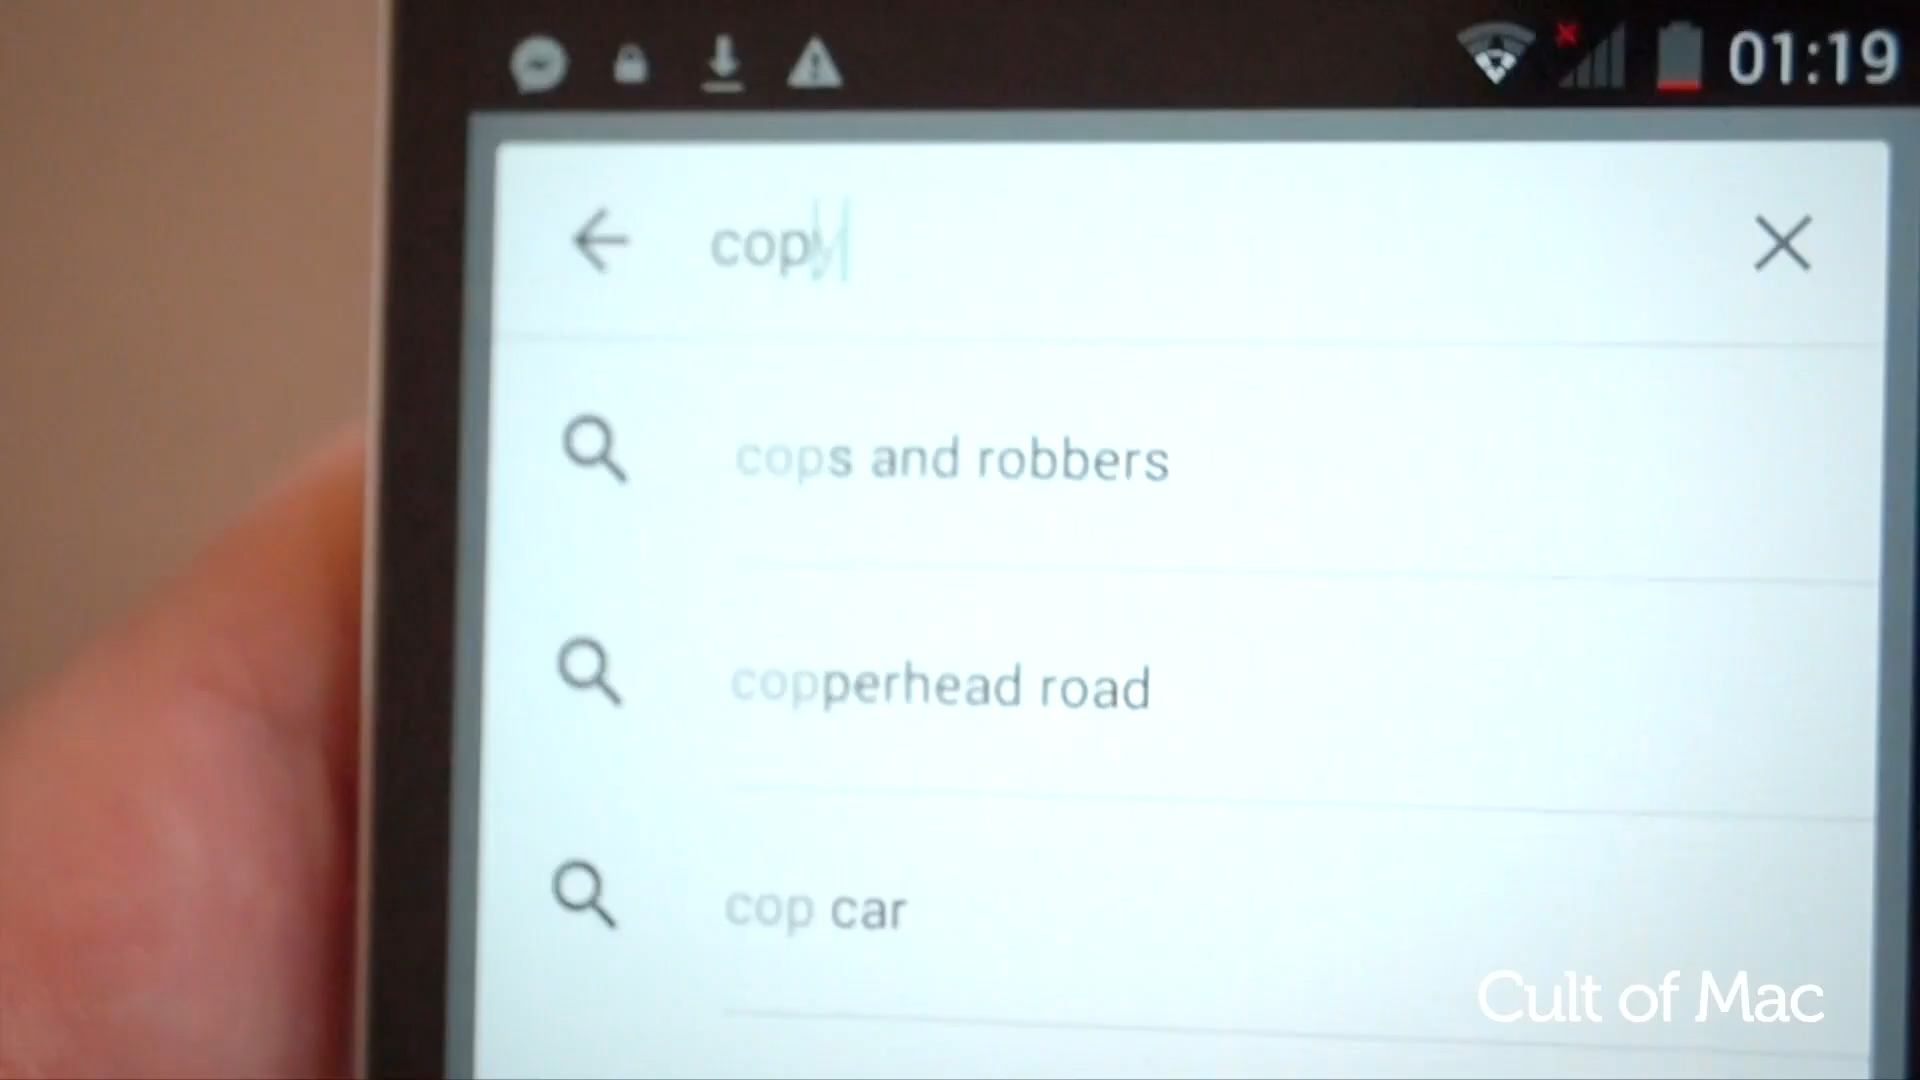 01:19
copy
cops and robbers
copperhead road
cop car
Cult of Mac